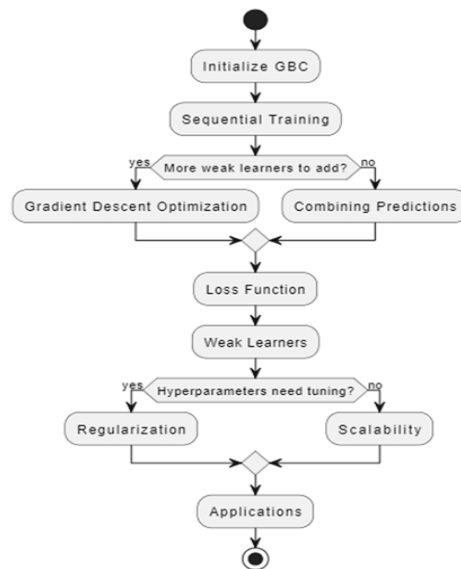 Initialize GBC
Sequential Training
yes
More weak learners to add?
no
Gradient Descent Optimization
Combining Predictions
Loss Function
Weak Learners
yes
Hyperparameters need tuning?
no
Regularization
Scalability
Applications